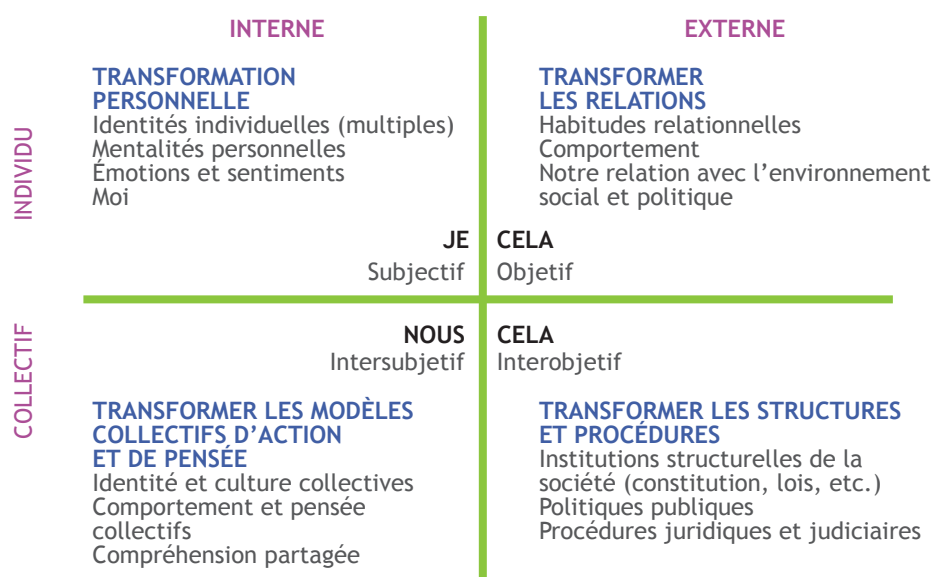 INTERNE
EXTERNE
INDIVIDU
TRANSFORMATION
PERSONNELLE
Identités individuelles (multiples)
Mentalités personnelles
Émotions et sentiments
Moi
TRANSFORMER
LES RELATIONS
Habitudes relationnelles
Comportement
Notre relation avec l’environnement
social et politique
JE
Subjectif
CELA
Objetif
COLLECTIF
NOUS
Intersubjetif
CELA
Interobjetif
TRANSFORMER LES MODÈLES
COLLECTIFS D’ACTION
ET DE PENSÉE
Identité et culture collectives
Comportement et pensée
collectifs
Compréhension partagée
TRANSFORMER LES STRUCTURES
ET PROCÉDURES
Institutions structurelles de la
société (constitution, lois, etc.)
Politiques publiques
Procédures juridiques et judiciaires